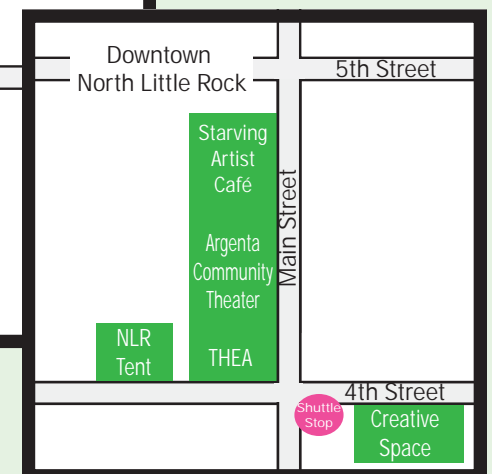 Downtown
North Little Rock
5th Street
Starving
Artist
Café
Main Street
Argenta
Community
Theater
NLR
Tent
THEA
4th Street
Shuttle
Stop
Creative
Space